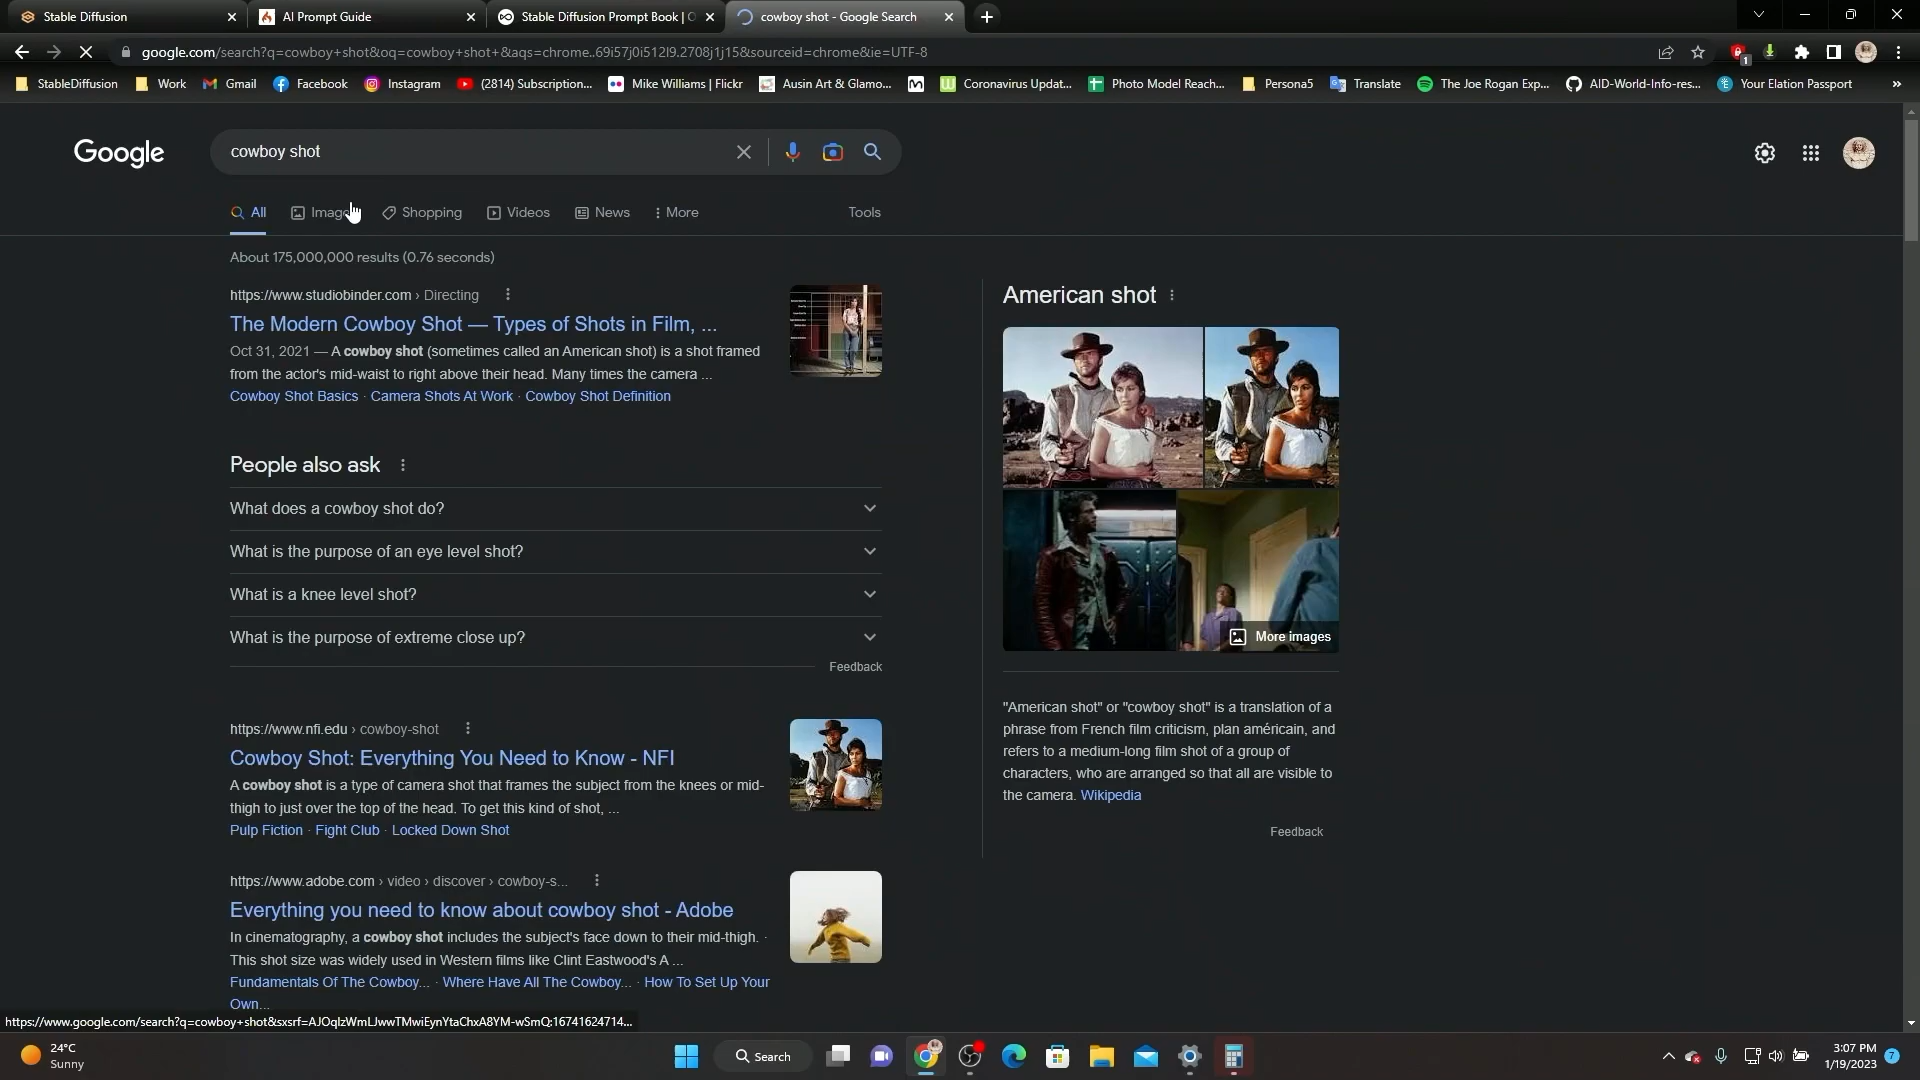 Stable Diffusion
AI Prompt Guide
Stable Diffusion Prompt Book | O
cowboy shot - Google Search
google.com/search?q=cowboy+shot&oq=cowboy+shot+&aqs=chrome..69i57j0i512l9.2708j1j15&sourceid=chrome&ie=UTF-8
1
StableDiffusion
Work
Gmail
Facebook
Instagram
(2814) Subscription...
Mike Williams | Flickr
Ausin Art & Glamo...
Coronavirus Updat...
Photo Model Reach...
Persona5
Translate
The Joe Rogan Exp...
AID-World-Info-res...
Your Elation Passport
»
Google
cowboy shot
All
Shopping
Videos
News
More
Tools
About 175,000,000 results (0.76 seconds)
https://www.studiobinder.com › Directing
The Modern Cowboy Shot — Types of Shots in Film, ...
Oct 31, 2021 — A cowboy shot (sometimes called an American shot) is a shot framed
from the actor's mid-waist to right above their head. Many times the camera ...
Cowboy Shot Basics · Camera Shots At Work · Cowboy Shot Definition
People also ask
What does a cowboy shot do?
What is the purpose of an eye level shot?
What is a knee level shot?
What is the purpose of extreme close up?
Feedback
https://www.nfi.edu › cowboy-shot
Cowboy Shot: Everything You Need to Know - NFI
A cowboy shot is a type of camera shot that frames the subject from the knees or mid-
thigh to just over the top of the head. To get this kind of shot, ...
Pulp Fiction · Fight Club · Locked Down Shot
https://www.adobe.com › video › discover › cowboy-s...
Everything you need to know about cowboy shot - Adobe
In cinematography, a cowboy shot includes the subject's face down to their mid-thigh. ·
This shot size was widely used in Western films like Clint Eastwood's A ...
Fundamentals Of The Cowboy... · Where Have All The Cowboy... · How To Set Up Your
Own...
American shot
More images
"American shot" or "cowboy shot" is a translation of a
phrase from French film criticism, plan américain, and
refers to a medium-long film shot of a group of
characters, who are arranged so that all are visible to
the camera. Wikipedia
Feedback
https://www.google.com/search?q=cowboy+shot&sxsrf=AJOqlzWmLJwwTMwiEynYtaChxA8YM-wSmQ:16741624714...
24°C
Sunny
Search
3:07 PM
1/19/2023
7